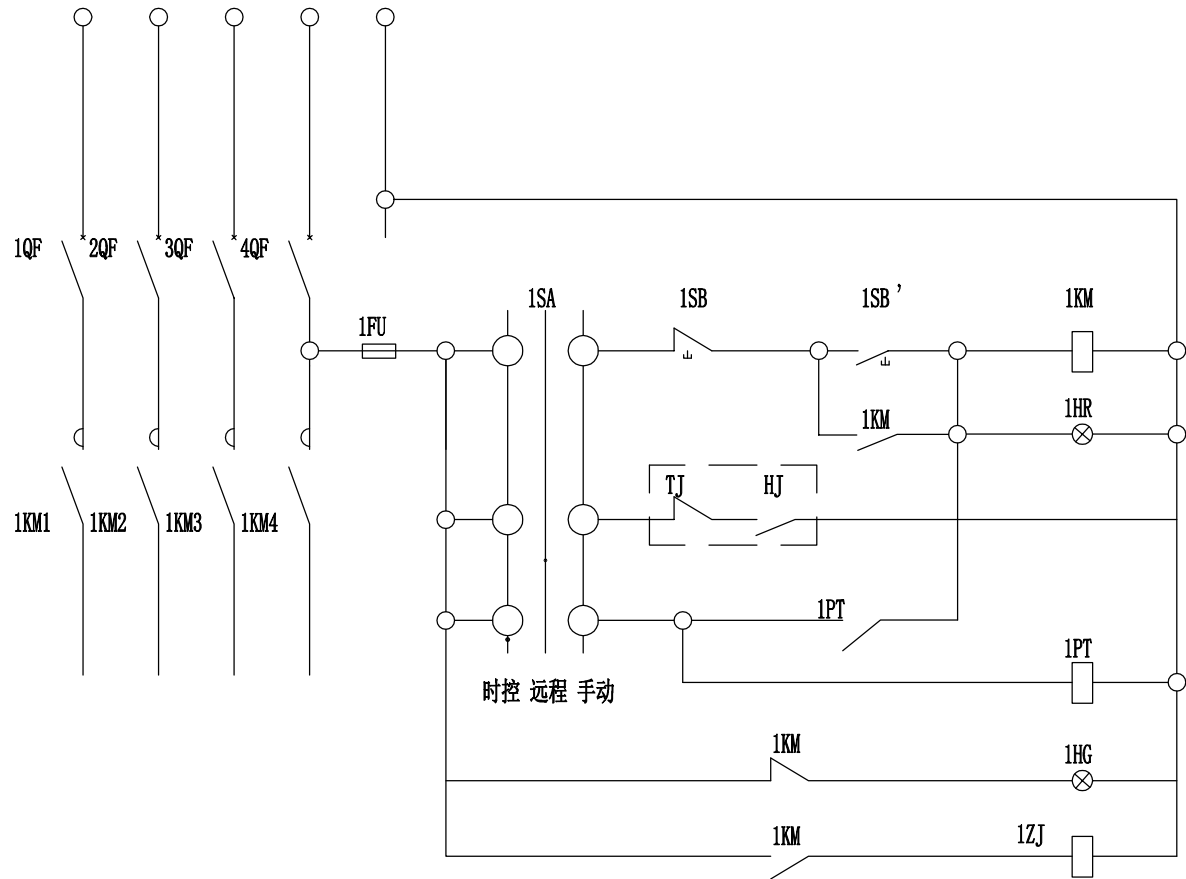 1QF 2QF 3QF 4QF
1SA 1SB 1SB' 1KM
1FU
1KM 1HR
TJ HJ
1KM1 1KM2 1KM3 1KM4
1PT
1PT
时控 远程 手动
1KM 1HG
1KM 1ZJ